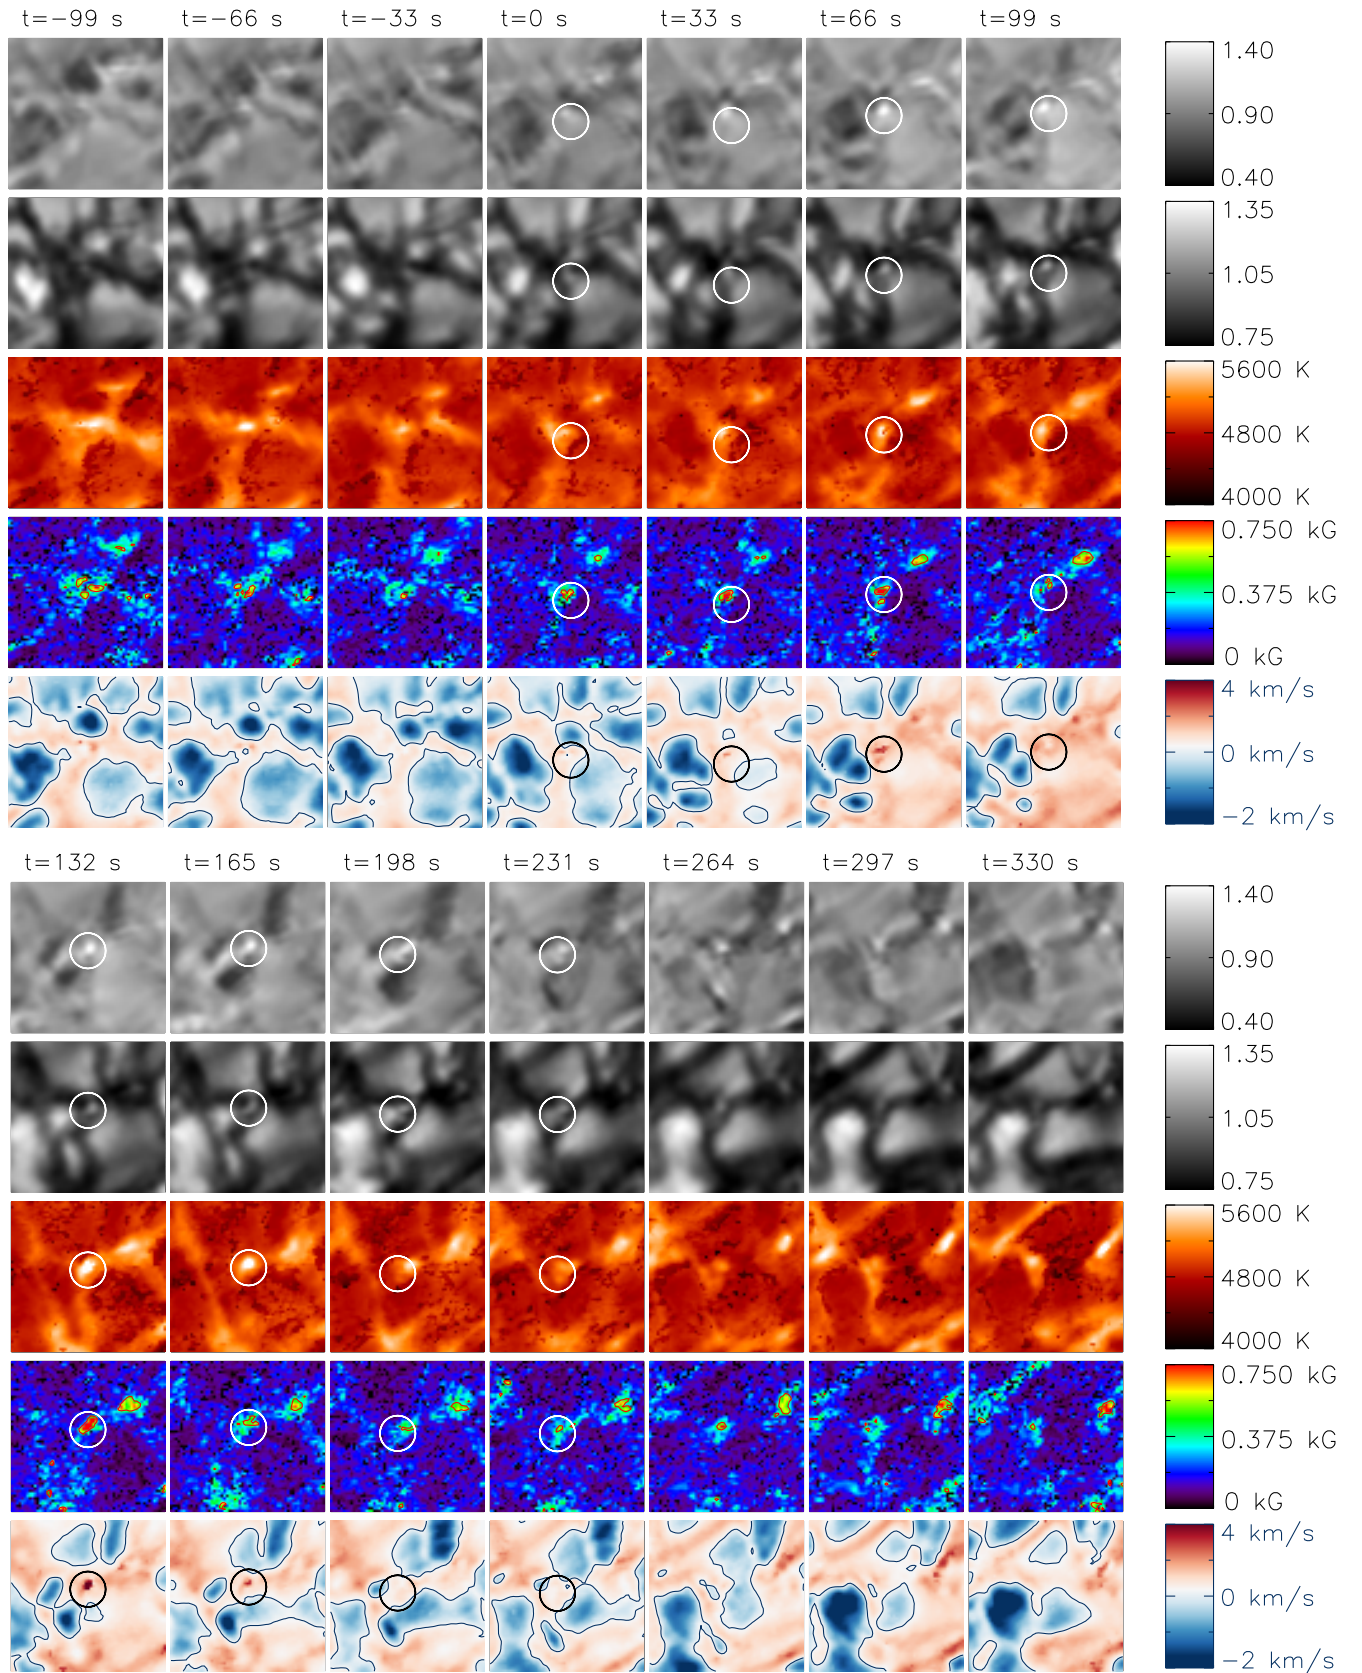 t=−99 s t=−66 s t=−33 s t=0 s t=33 s t=66 s t=99 s
1.40
0.90
0.40
1.35
1.05
0.75
5600 K
4800 K
4000 K
0.750 kG
0.375 kG
0 kG
4 km/s
0 km/s
−2 km/s
t=132 s t=165 s t=198 s t=231 s t=264 s t=297 s t=330 s
1.40
0.90
0.40
1.35
1.05
0.75
5600 K
4800 K
4000 K
0.750 kG
0.375 kG
0 kG
4 km/s
0 km/s
−2 km/s